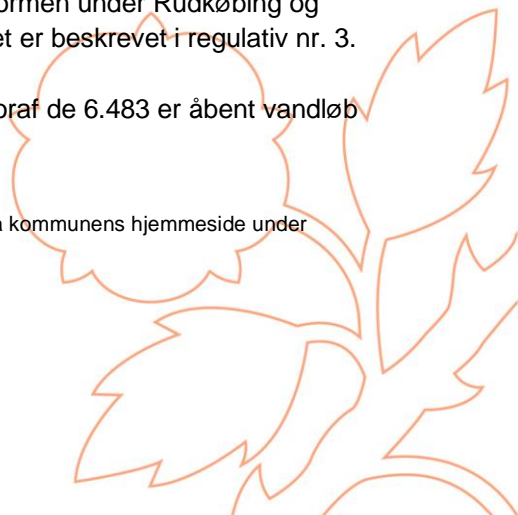 ormen under Rudkøbing og
et er beskrevet i regulativ nr. 3.
oraf de 6.483 er åbent vandløb
kommunens hjemmeside under